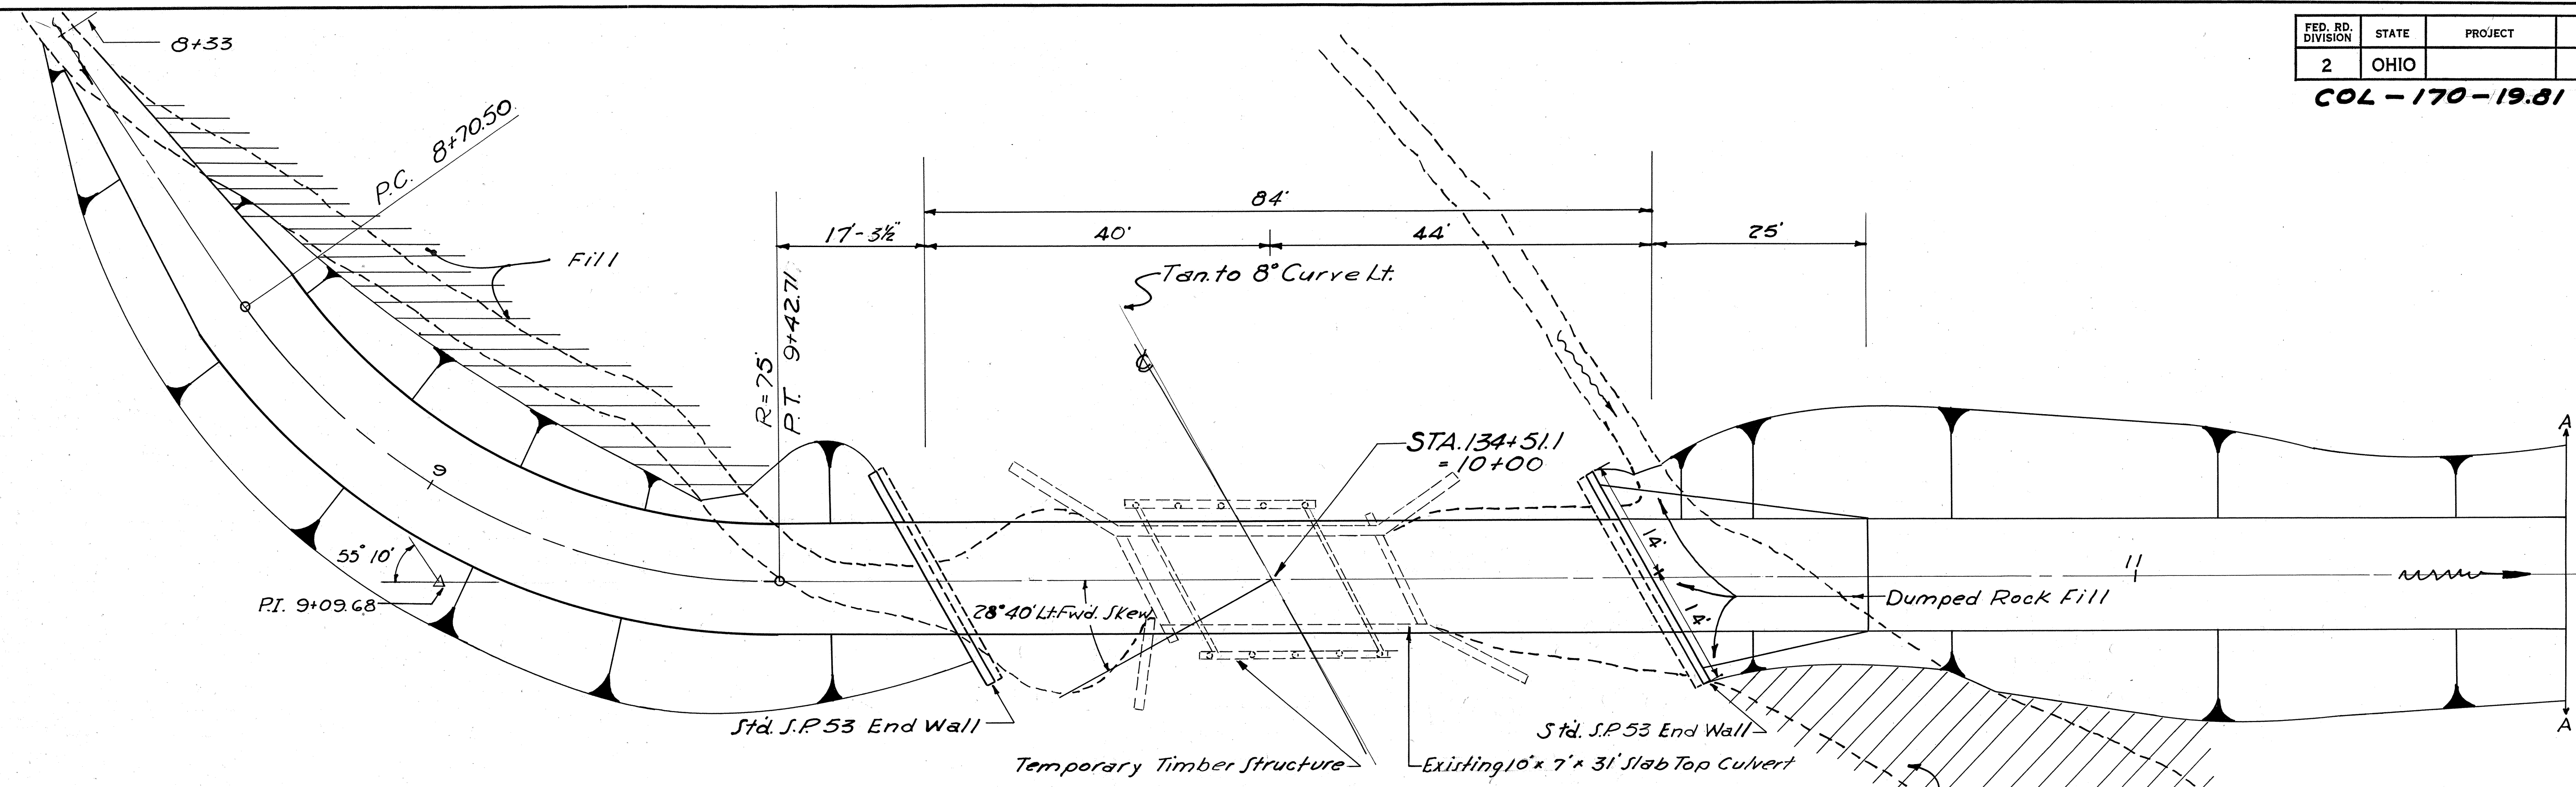 8+33
FED. RD. DIVISION
STATE
PROJECT
2
OHIO
COL-170-19.81
P.C. 8+70.50
84'
17'-3½"
40'
44'
25'
Fill
Tan. to 8° Curve Lt.
R=75'
P.T. 9+42.71
℄
STA. 134+51.1
= 10+00
9
55° 10'
P.I. 9+09.68
28°40' Lt. Fwd. Skew
14'
14'
11
Dumped Rock Fill
A
A
Std. S.P. 53 End Wall
Std. S.P. 53 End Wall
Temporary Timber Structure
Existing 10' x 7' x 31' Slab Top Culvert